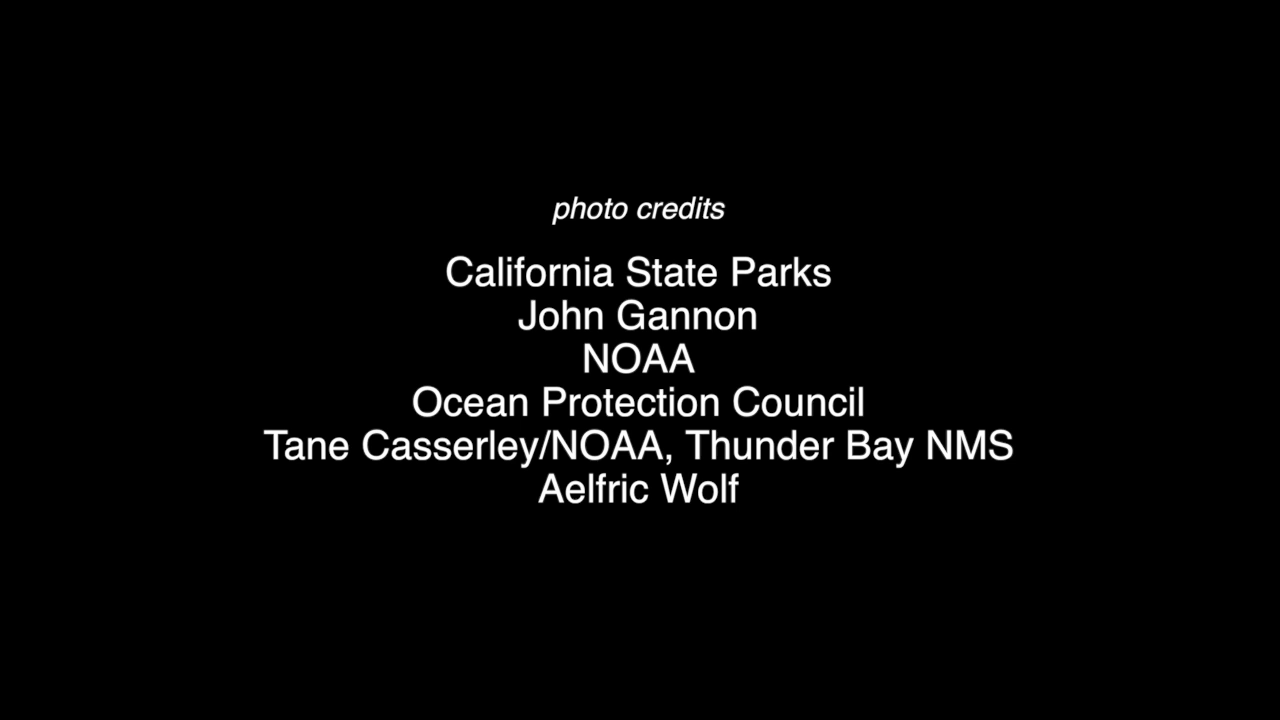 photo credits
California State Parks
John Gannon
NOAA
Ocean Protection Council
Tane Casserley/NOAA, Thunder Bay NMS
Aelfric Wolf